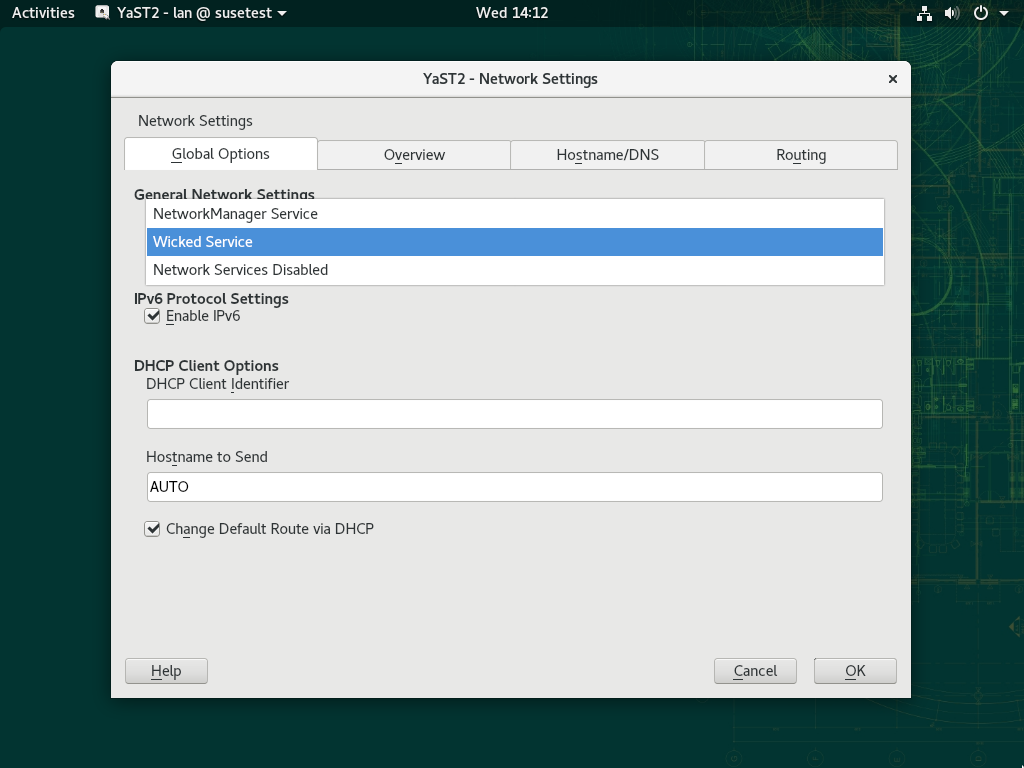 Activities YaST2 - lan @ susetest Wed 14:12
YaST2 - Network Settings
Network Settings
Global Options Overview Hostname/DNS Routing
General Network Settings
NetworkManager Service
Wicked Service
Network Services Disabled
IPv6 Protocol Settings
Enable IPv6
DHCP Client Options
DHCP Client Identifier
Hostname to Send
AUTO
Change Default Route via DHCP
Help Cancel OK